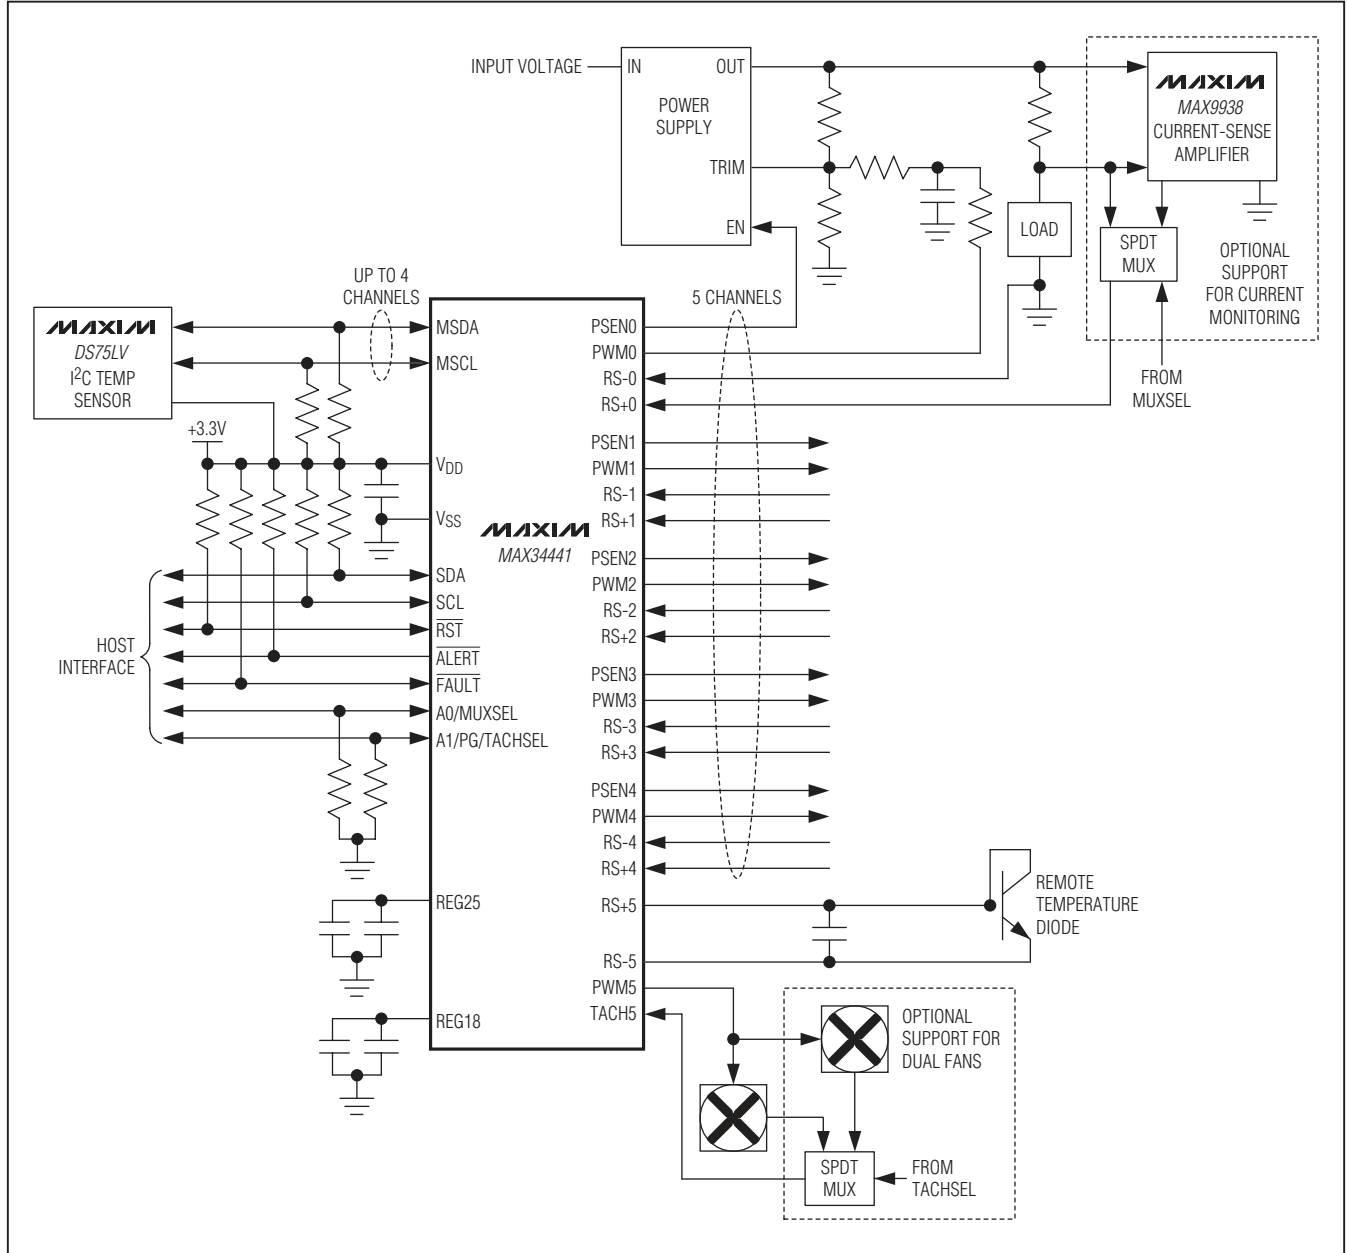 INPUT VOLTAGE
IN
OUT
POWER
SUPPLY
TRIM
EN
MAXIM
MAX9938
CURRENT-SENSE
AMPLIFIER
LOAD
SPDT
MUX
OPTIONAL
SUPPORT
FOR CURRENT
MONITORING
FROM
MUXSEL
UP TO 4
CHANNELS
5 CHANNELS
MAXIM
DS75LV
I2C TEMP
SENSOR
+3.3V
MSDA
MSCL
VDD
VSS
SDA
SCL
RST
ALERT
FAULT
A0/MUXSEL
A1/PG/TACHSEL
REG25
REG18
HOST
INTERFACE
MAXIM
MAX34441
PSEN0
PWM0
RS-0
RS+0
PSEN1
PWM1
RS-1
RS+1
PSEN2
PWM2
RS-2
RS+2
PSEN3
PWM3
RS-3
RS+3
PSEN4
PWM4
RS-4
RS+4
RS+5
RS-5
PWM5
TACH5
REMOTE
TEMPERATURE
DIODE
OPTIONAL
SUPPORT FOR
DUAL FANS
SPDT
MUX
FROM
TACHSEL